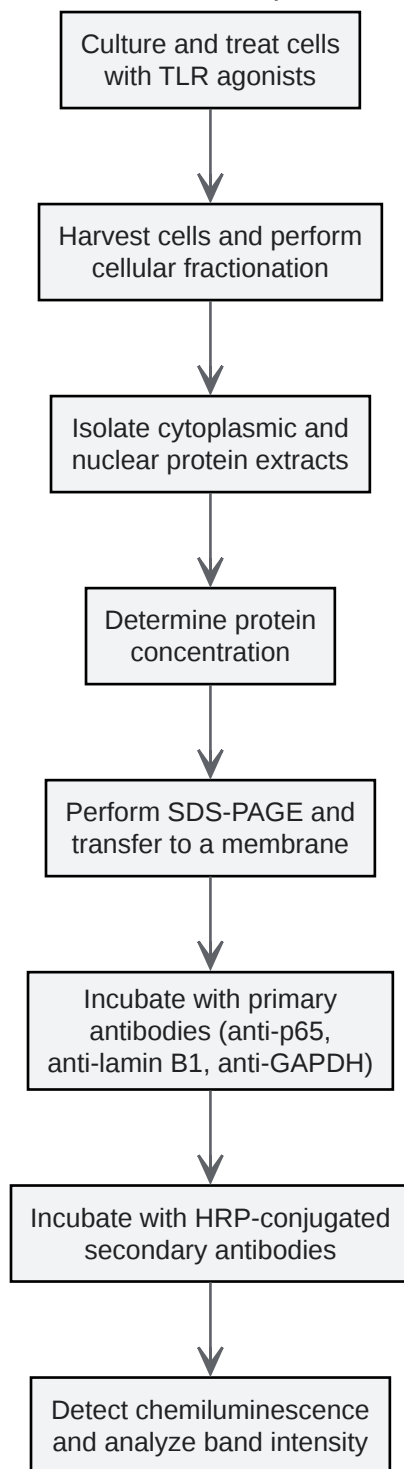 Culture and treat cells
with TLR agonists
Harvest cells and perform
cellular fractionation
Isolate cytoplasmic and
nuclear protein extracts
Determine protein
concentration
Perform SDS-PAGE and
transfer to a membrane
Incubate with primary
antibodies (anti-p65,
anti-lamin B1, anti-GAPDH)
Incubate with HRP-conjugated
secondary antibodies
Detect chemiluminescence
and analyze band intensity